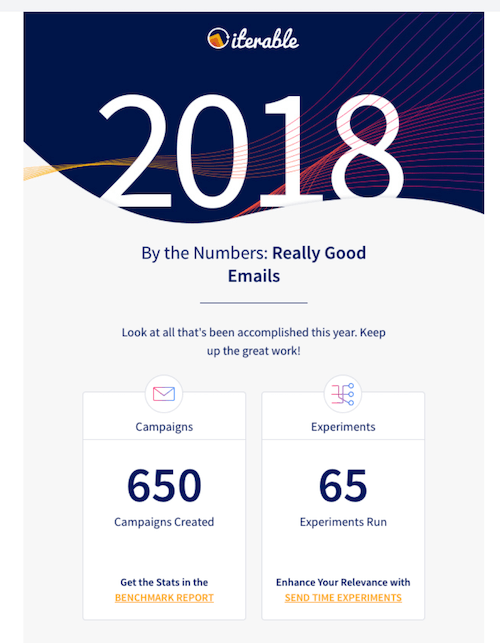 iterable
2018
By the Numbers: Really Good
Emails
Look at all that's been accomplished this year. Keep
up the great work!
Campaigns
650
Campaigns Created
Get the Stats in the
BENCHMARK REPORT
Experiments
65
Experiments Run
Enhance Your Relevance with
SEND TIME EXPERIMENTS